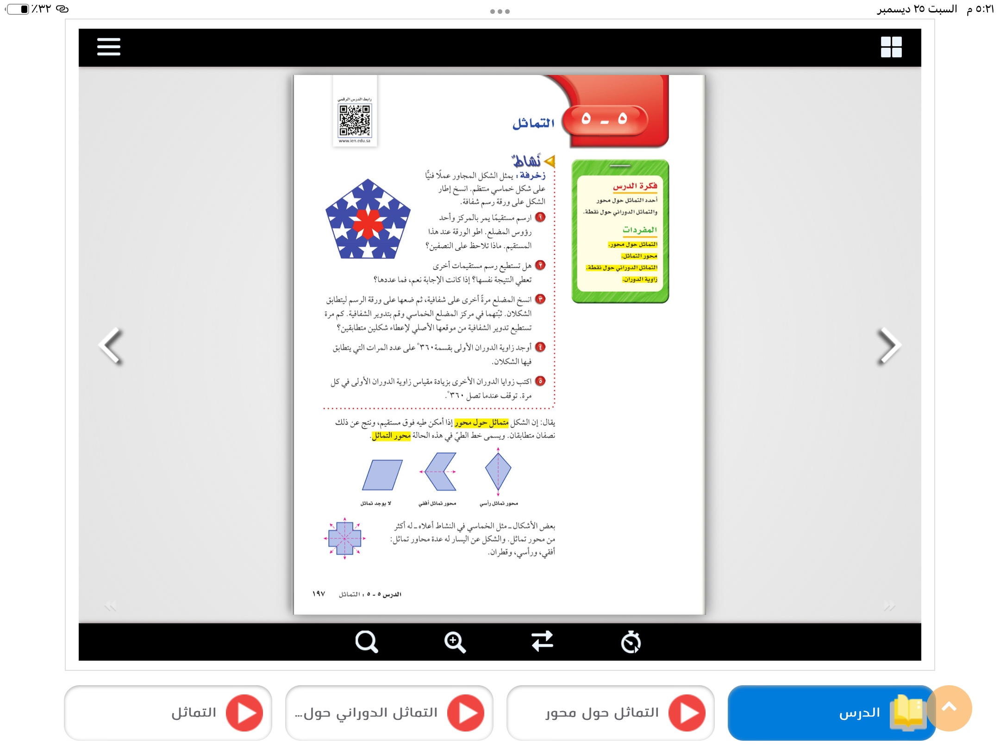 ٥:٢١ م السبت ٢٥ ديسمبر
٪٣٢
رابط الدرس الرقمي
www.ien.edu.sa
٥ - ٥
التماثل
فكرة الدرس
أحدد التماثل حول محور
والتماثل الدوراني حول نقطة.
المفردات
التماثل حول محور.
محور التماثل.
التماثل الدوراني حول نقطة.
زاوية الدوران.
نَشاطٌ
زخرفة : يمثل الشكل المجاور عملًا فنيًّا
على شكل خماسي منتظم. انسخ إطار
الشكل على ورقة رسم شفافة.
١ ارسم مستقيمًا يمر بالمركز وأحد
رؤوس المضلع. اطو الورقة عند هذا
المستقيم. ماذا تلاحظ على النصفين؟
٢ هل تستطيع رسم مستقيمات أخرى
تعطي النتيجة نفسها؟ إذا كانت الإجابة نعم، فما عددها؟
٣ انسخ المضلع مرةً أخرى على شفافية، ثم ضعها على ورقة الرسم ليتطابق
الشكلان. ثبّتهما في مركز المضلع الخماسي وقم بتدوير الشفافية. كم مرة
تستطيع تدوير الشفافية من موقعها الأصلي لإعطاء شكلين متطابقين؟
٤ أوجد زاوية الدوران الأولى بقسمة ٣٦٠° على عدد المرات التي يتطابق
فيها الشكلان.
٥ اكتب زوايا الدوران الأخرى بزيادة مقياس زاوية الدوران الأولى في كل
مرة. توقف عندما تصل ٣٦٠°.
يقال: إن الشكل متماثل حول محور إذا أمكن طيه فوق مستقيم، ونتج عن ذلك
نصفان متطابقان. ويسمى خط الطيّ في هذه الحالة محور التماثل.
محور تماثل رأسي
محور تماثل أفقي
لا يوجد تماثل
بعض الأشكال ـ مثل الخماسي في النشاط أعلاه ـ له أكثر
من محور تماثل. والشكل عن اليسار له عدة محاور تماثل:
أفقي، ورأسي، وقطران.
الدرس ٥ - ٥ : التماثل ١٩٧
الدرس
التماثل حول محور
التماثل الدوراني حول...
التماثل